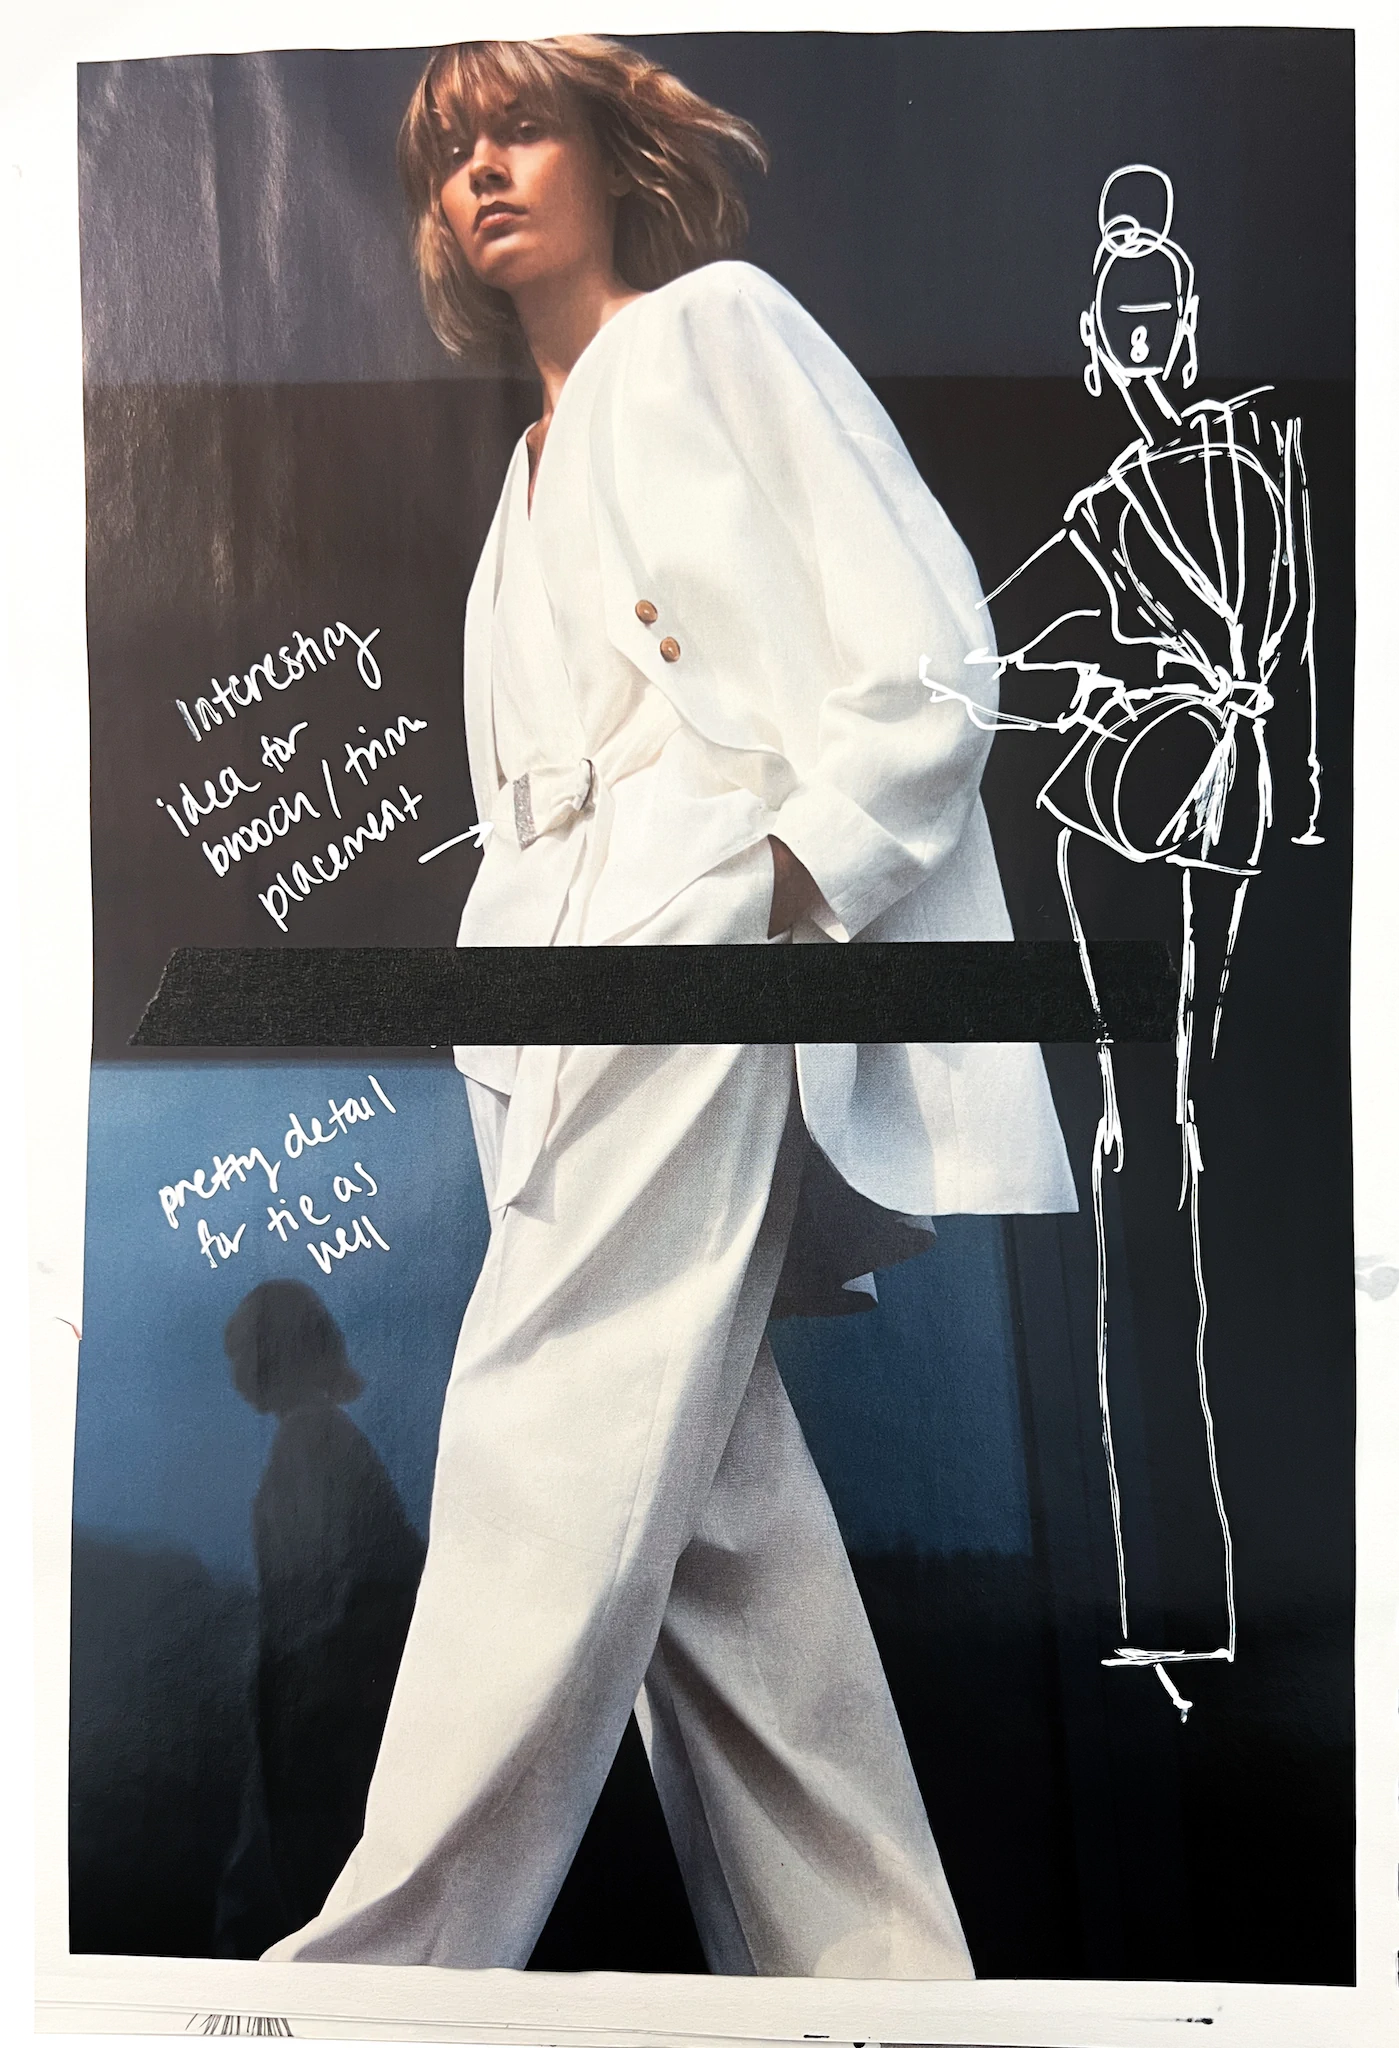 interesting
idea for
brooch / trim
placement
pretty detail
for tie as
well